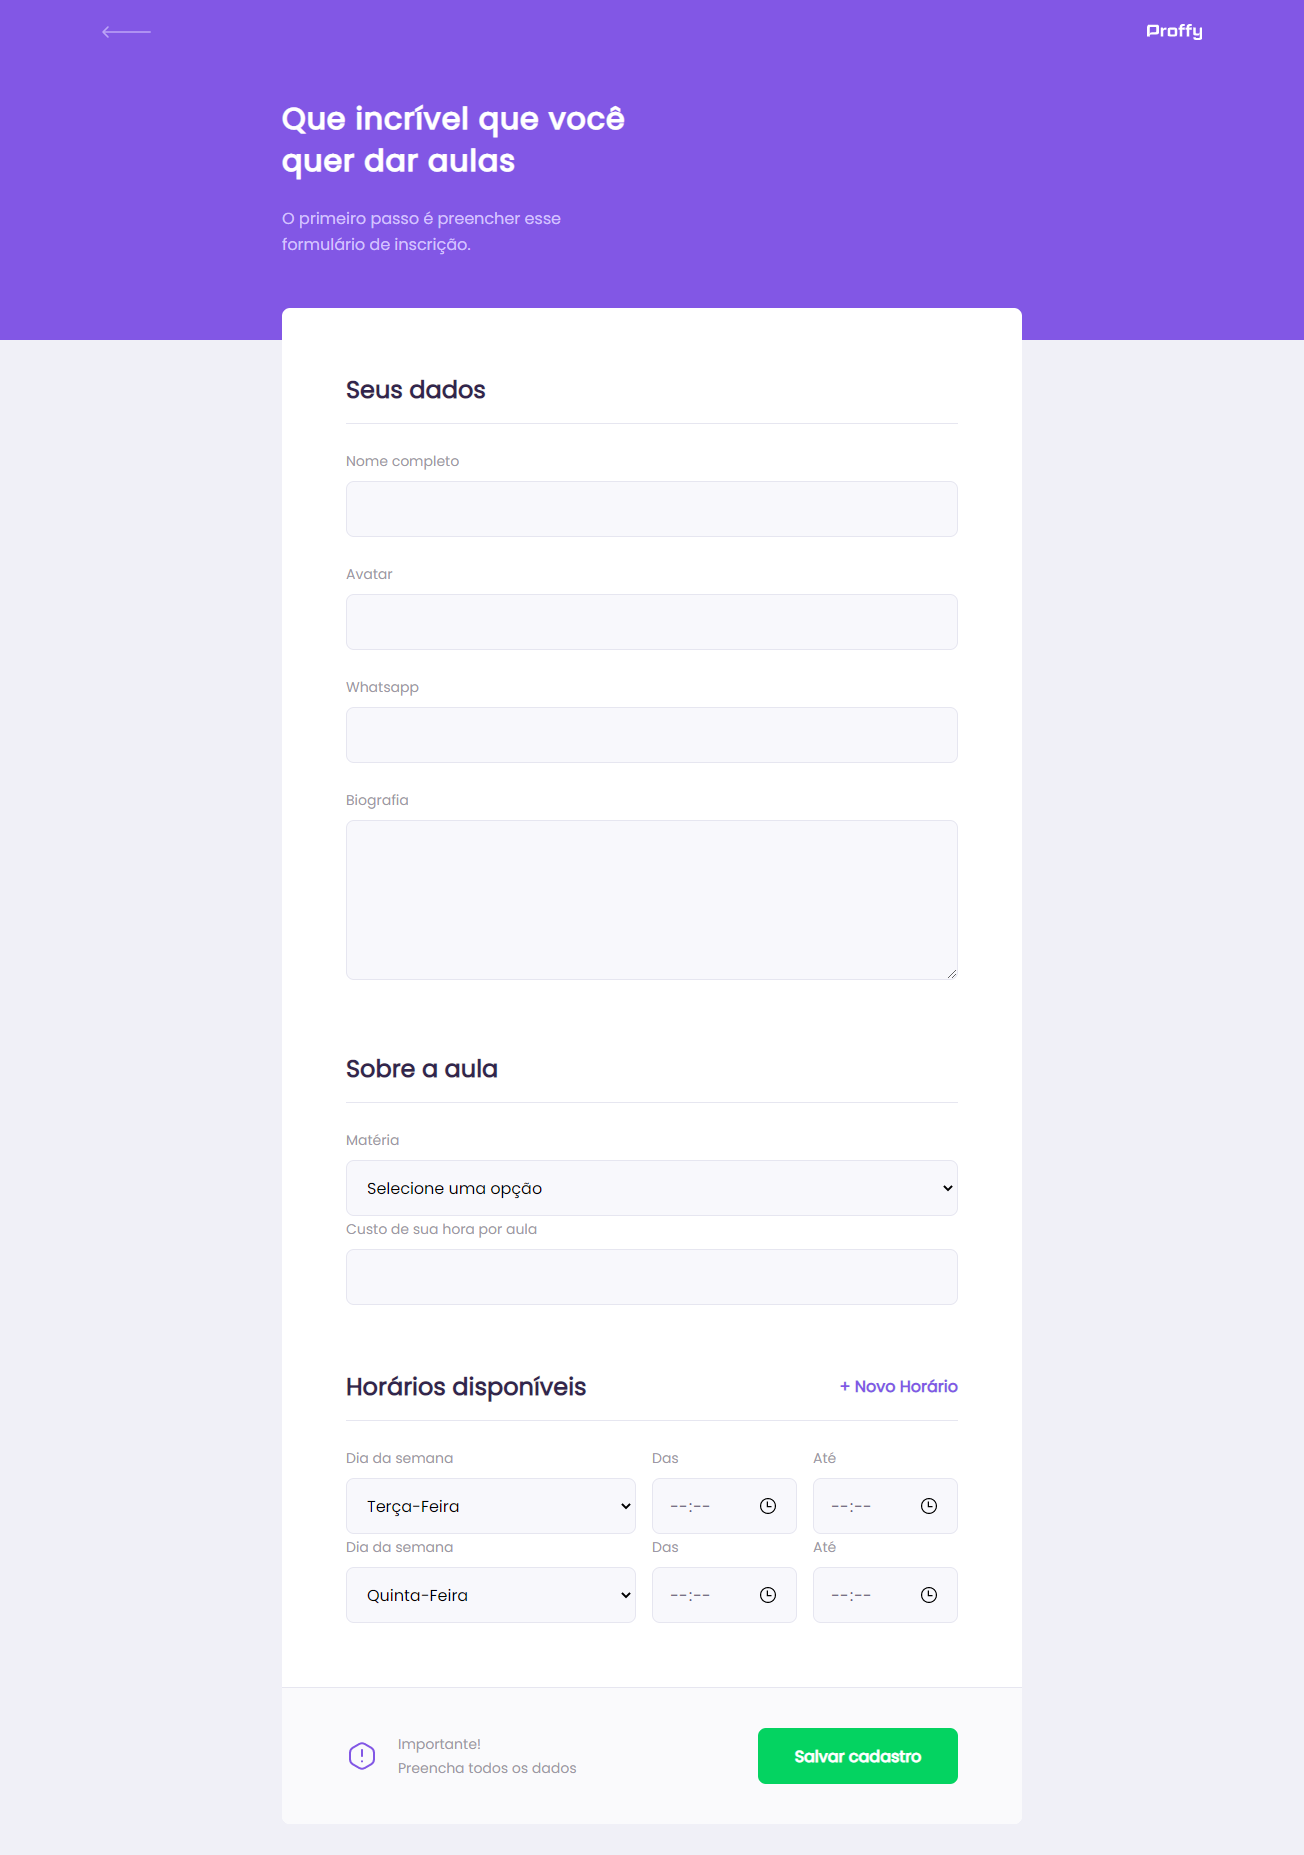 Proffy
Que incrível que você
quer dar aulas
O primeiro passo é preencher esse
formulário de inscrição.
Seus dados
Nome completo
Avatar
Whatsapp
Biografia
Sobre a aula
Matéria
Selecione uma opção
Custo de sua hora por aula
Horários disponíveis + Novo Horário
Dia da semana Das Até
Terça-Feira --:-- --:--
Dia da semana Das Até
Quinta-Feira --:-- --:--
Importante!
Preencha todos os dados
Salvar cadastro